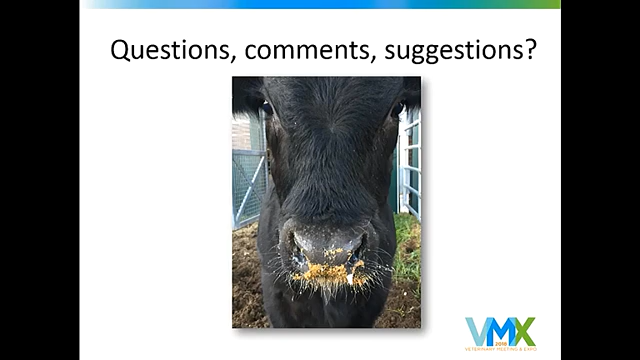 Questions, comments, suggestions?
VMX
2018
VETERINARY MEETING & EXPO